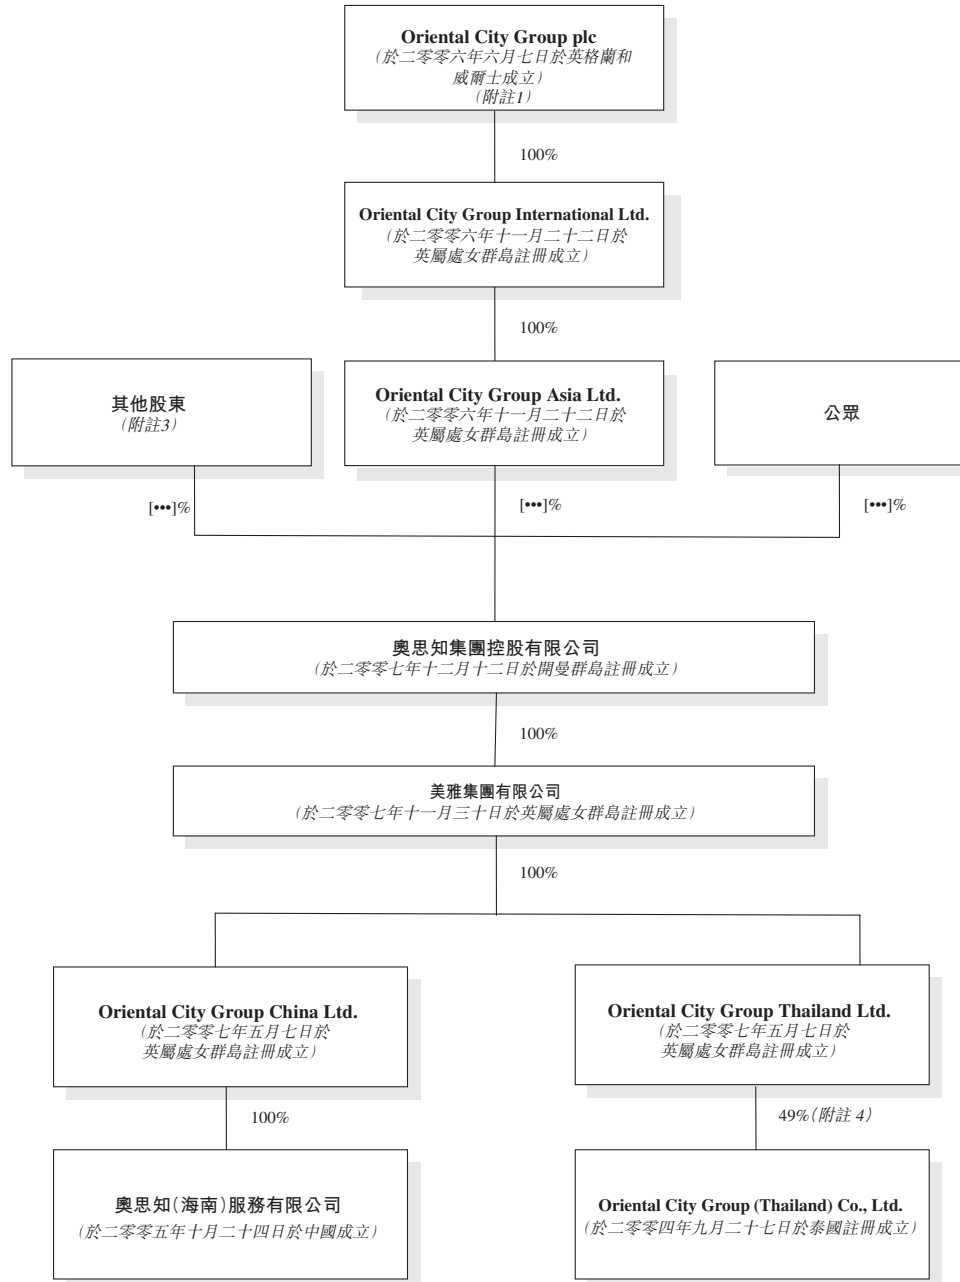 Oriental City Group plc
(於二零零六年六月七日於英格蘭和
威爾士成立)
(附註1)
100%
Oriental City Group International Ltd.
(於二零零六年十一月二十二日於
英屬處女群島註冊成立)
100%
其他股東
(附註3)
Oriental City Group Asia Ltd.
(於二零零六年十一月二十二日於
英屬處女群島註冊成立)
公眾
[•••]%
[•••]%
[•••]%
奧思知集團控股有限公司
(於二零零七年十二月十二日於開曼群島註冊成立)
100%
美雅集團有限公司
(於二零零七年十一月三十日於英屬處女群島註冊成立)
100%
Oriental City Group China Ltd.
(於二零零七年五月七日於
英屬處女群島註冊成立)
Oriental City Group Thailand Ltd.
(於二零零七年五月七日於
英屬處女群島註冊成立)
100%
49%(附註 4)
奧思知(海南)服務有限公司
(於二零零五年十月二十四日於中國成立)
Oriental City Group (Thailand) Co., Ltd.
(於二零零四年九月二十七日於泰國註冊成立)